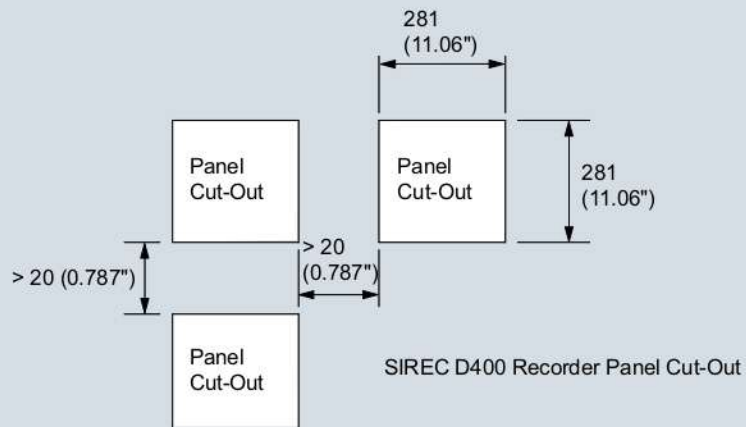 281
(11.06")
Panel
Cut-Out
Panel
Cut-Out
281
(11.06")
> 20
(0.787")
> 20 (0.787")
Panel
Cut-Out
SIREC D400 Recorder Panel Cut-Out